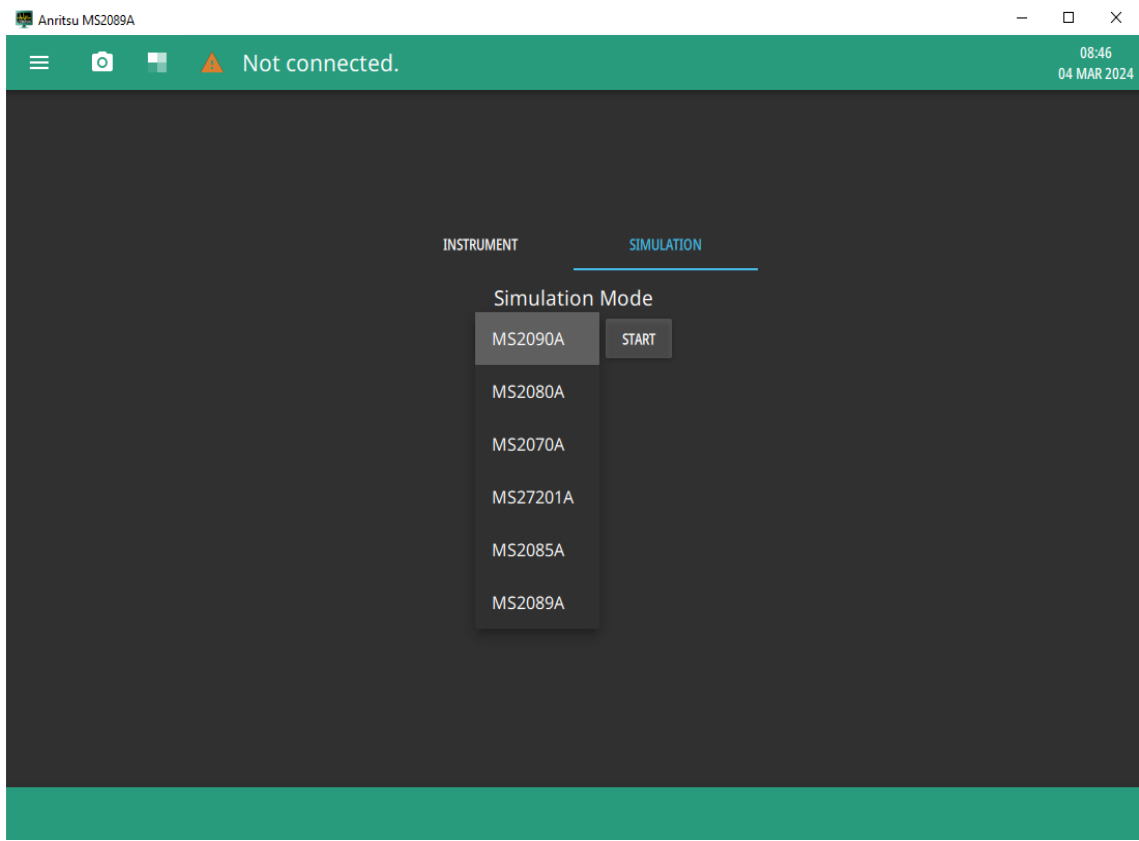 Anritsu MS2089A
Not connected.
08:46
04 MAR 2024
INSTRUMENT
SIMULATION
Simulation Mode
MS2090A
START
MS2080A
MS2070A
MS27201A
MS2085A
MS2089A